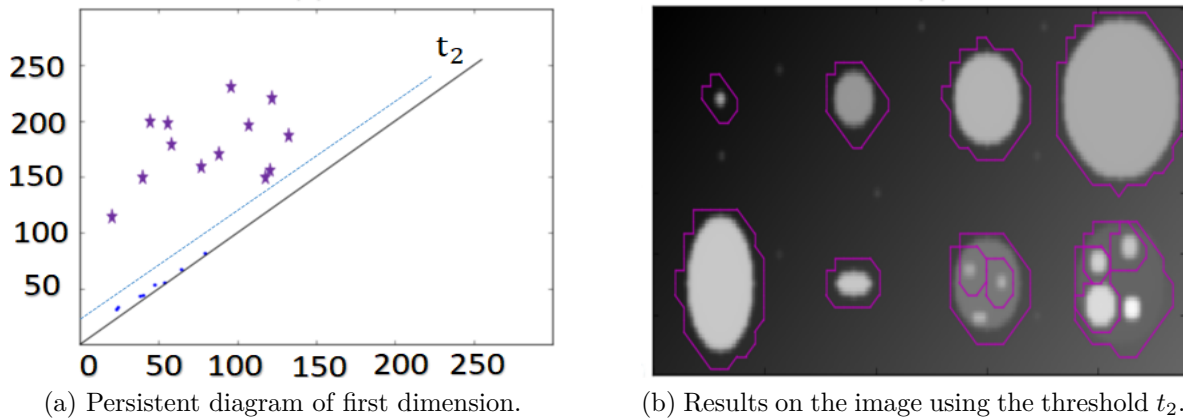 t₂
250
200
150
100
50
0 50 100 150 200 250
(a) Persistent diagram of first dimension.
(b) Results on the image using the threshold t₂.